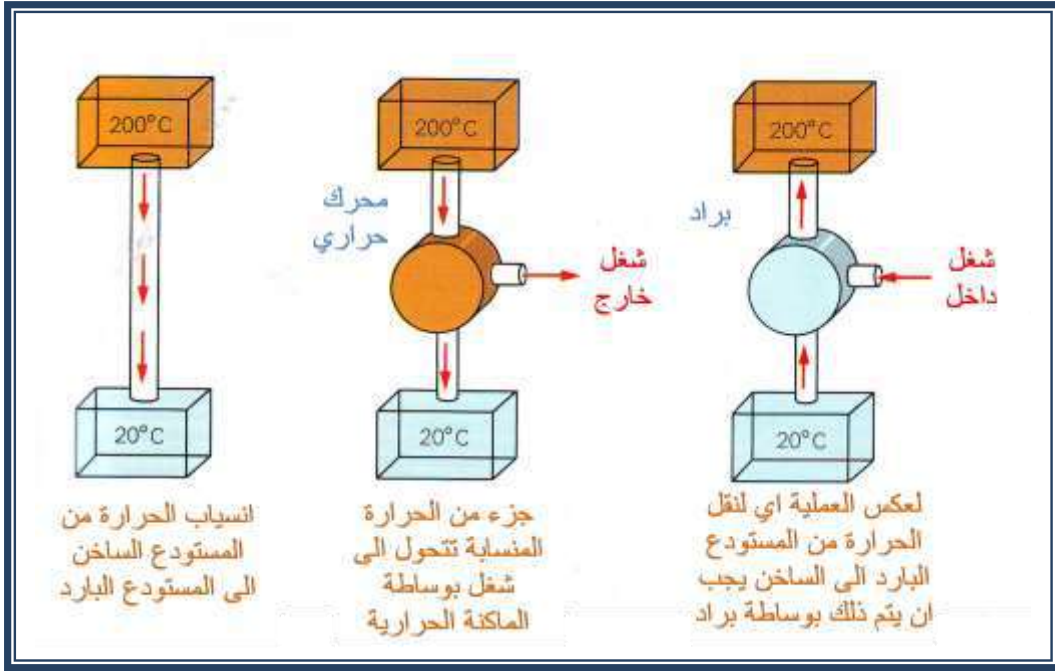 200°C
200°C
200°C
محرك
حراري
براد
شغل
خارج
شغل
داخل
20°C
20°C
20°C
انسياب الحرارة من
المستودع الساخن
الى المستودع البارد
جزء من الحرارة
المنسابة تتحول الى
شغل بوساطة
الماكنة الحرارية
لعكس العملية اي لنقل
الحرارة من المستودع
البارد الى الساخن يجب
ان يتم ذلك بوساطة براد